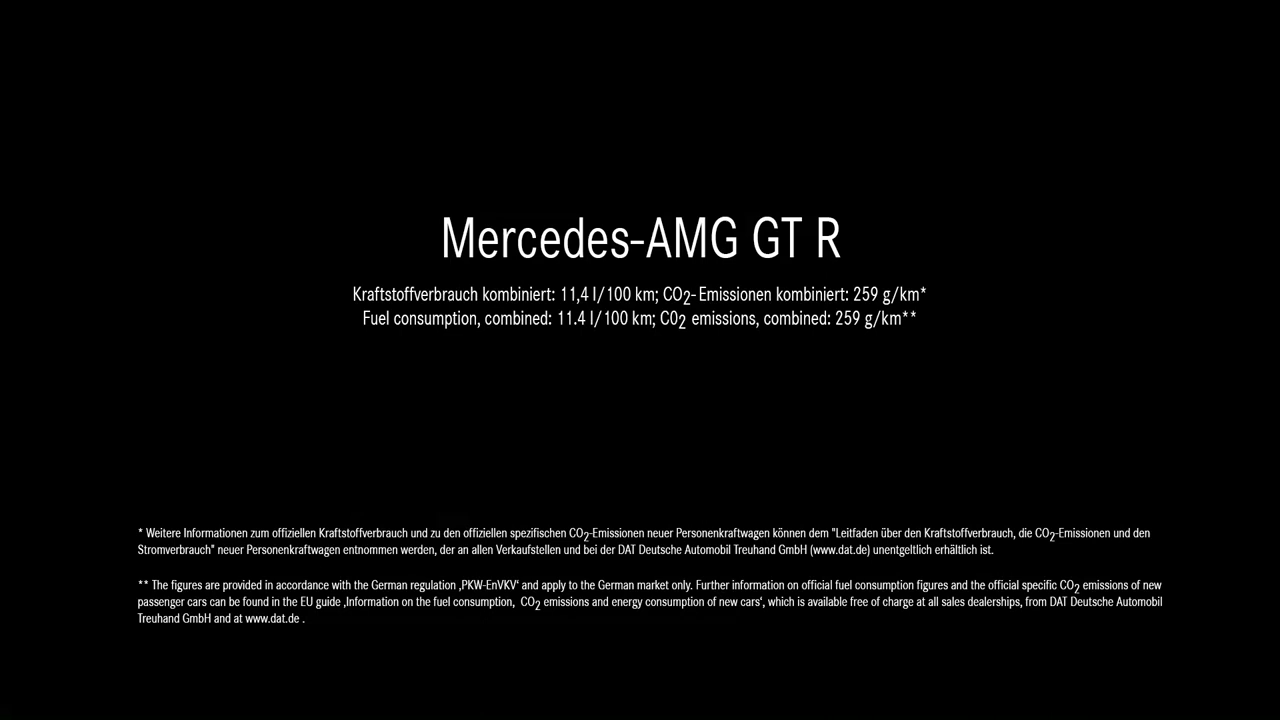 Mercedes-AMG GT R
Kraftstoffverbrauch kombiniert: 11,4 l/100 km; CO2-Emissionen kombiniert: 259 g/km*
Fuel consumption, combined: 11.4 l/100 km; C02 emissions, combined: 259 g/km**
* Weitere Informationen zum offiziellen Kraftstoffverbrauch und zu den offiziellen spezifischen CO2-Emissionen neuer Personenkraftwagen können dem "Leitfaden über den Kraftstoffverbrauch, die CO2-Emissionen und den
Stromverbrauch" neuer Personenkraftwagen entnommen werden, der an allen Verkaufstellen und bei der DAT Deutsche Automobil Treuhand GmbH (www.dat.de) unentgeltlich erhältlich ist.
** The figures are provided in accordance with the German regulation ‚PKW-EnVKV‘ and apply to the German market only. Further information on official fuel consumption figures and the official specific CO2 emissions of new
passenger cars can be found in the EU guide ‚Information on the fuel consumption, CO2 emissions and energy consumption of new cars‘, which is available free of charge at all sales dealerships, from DAT Deutsche Automobil
Treuhand GmbH and at www.dat.de .